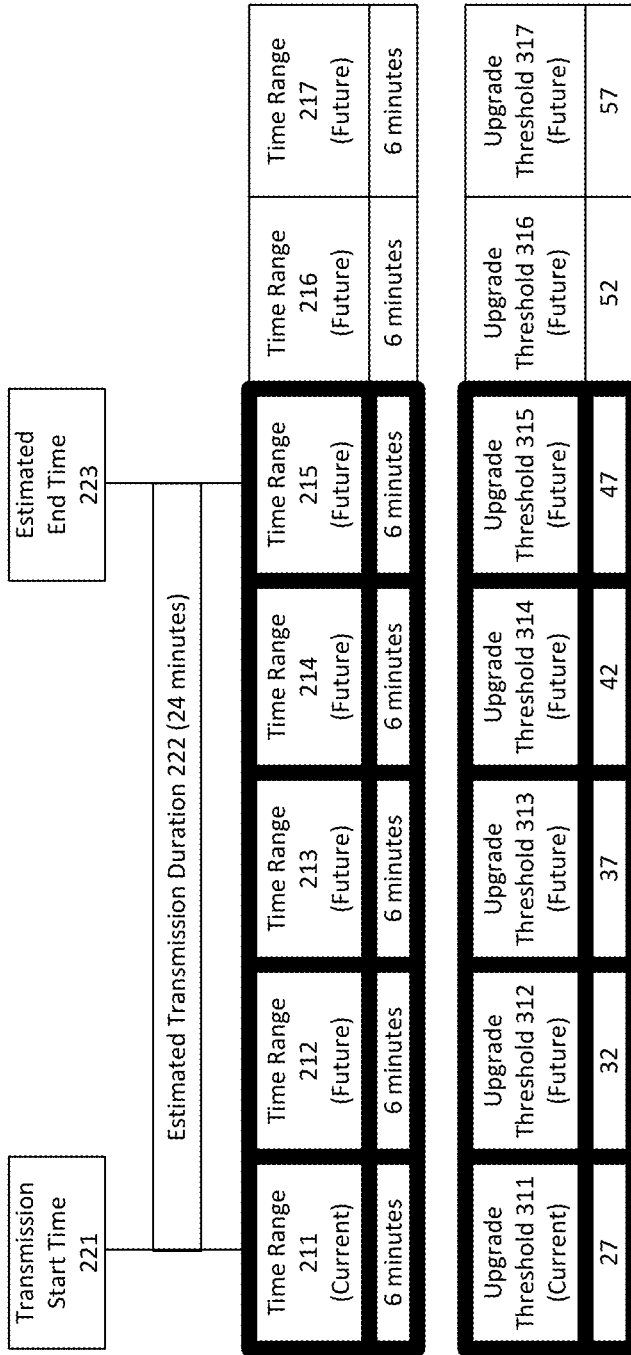 Transmission
Start Time
221
Estimated
End Time
223
Estimated Transmission Duration 222 (24 minutes)
Time Range
211
(Current)
Time Range
212
(Future)
Time Range
213
(Future)
Time Range
214
(Future)
Time Range
215
(Future)
Time Range
216
(Future)
Time Range
217
(Future)
6 minutes
6 minutes
6 minutes
6 minutes
6 minutes
6 minutes
6 minutes
Upgrade
Threshold 311
(Current)
Upgrade
Threshold 312
(Future)
Upgrade
Threshold 313
(Future)
Upgrade
Threshold 314
(Future)
Upgrade
Threshold 315
(Future)
Upgrade
Threshold 316
(Future)
Upgrade
Threshold 317
(Future)
27
32
37
42
47
52
57